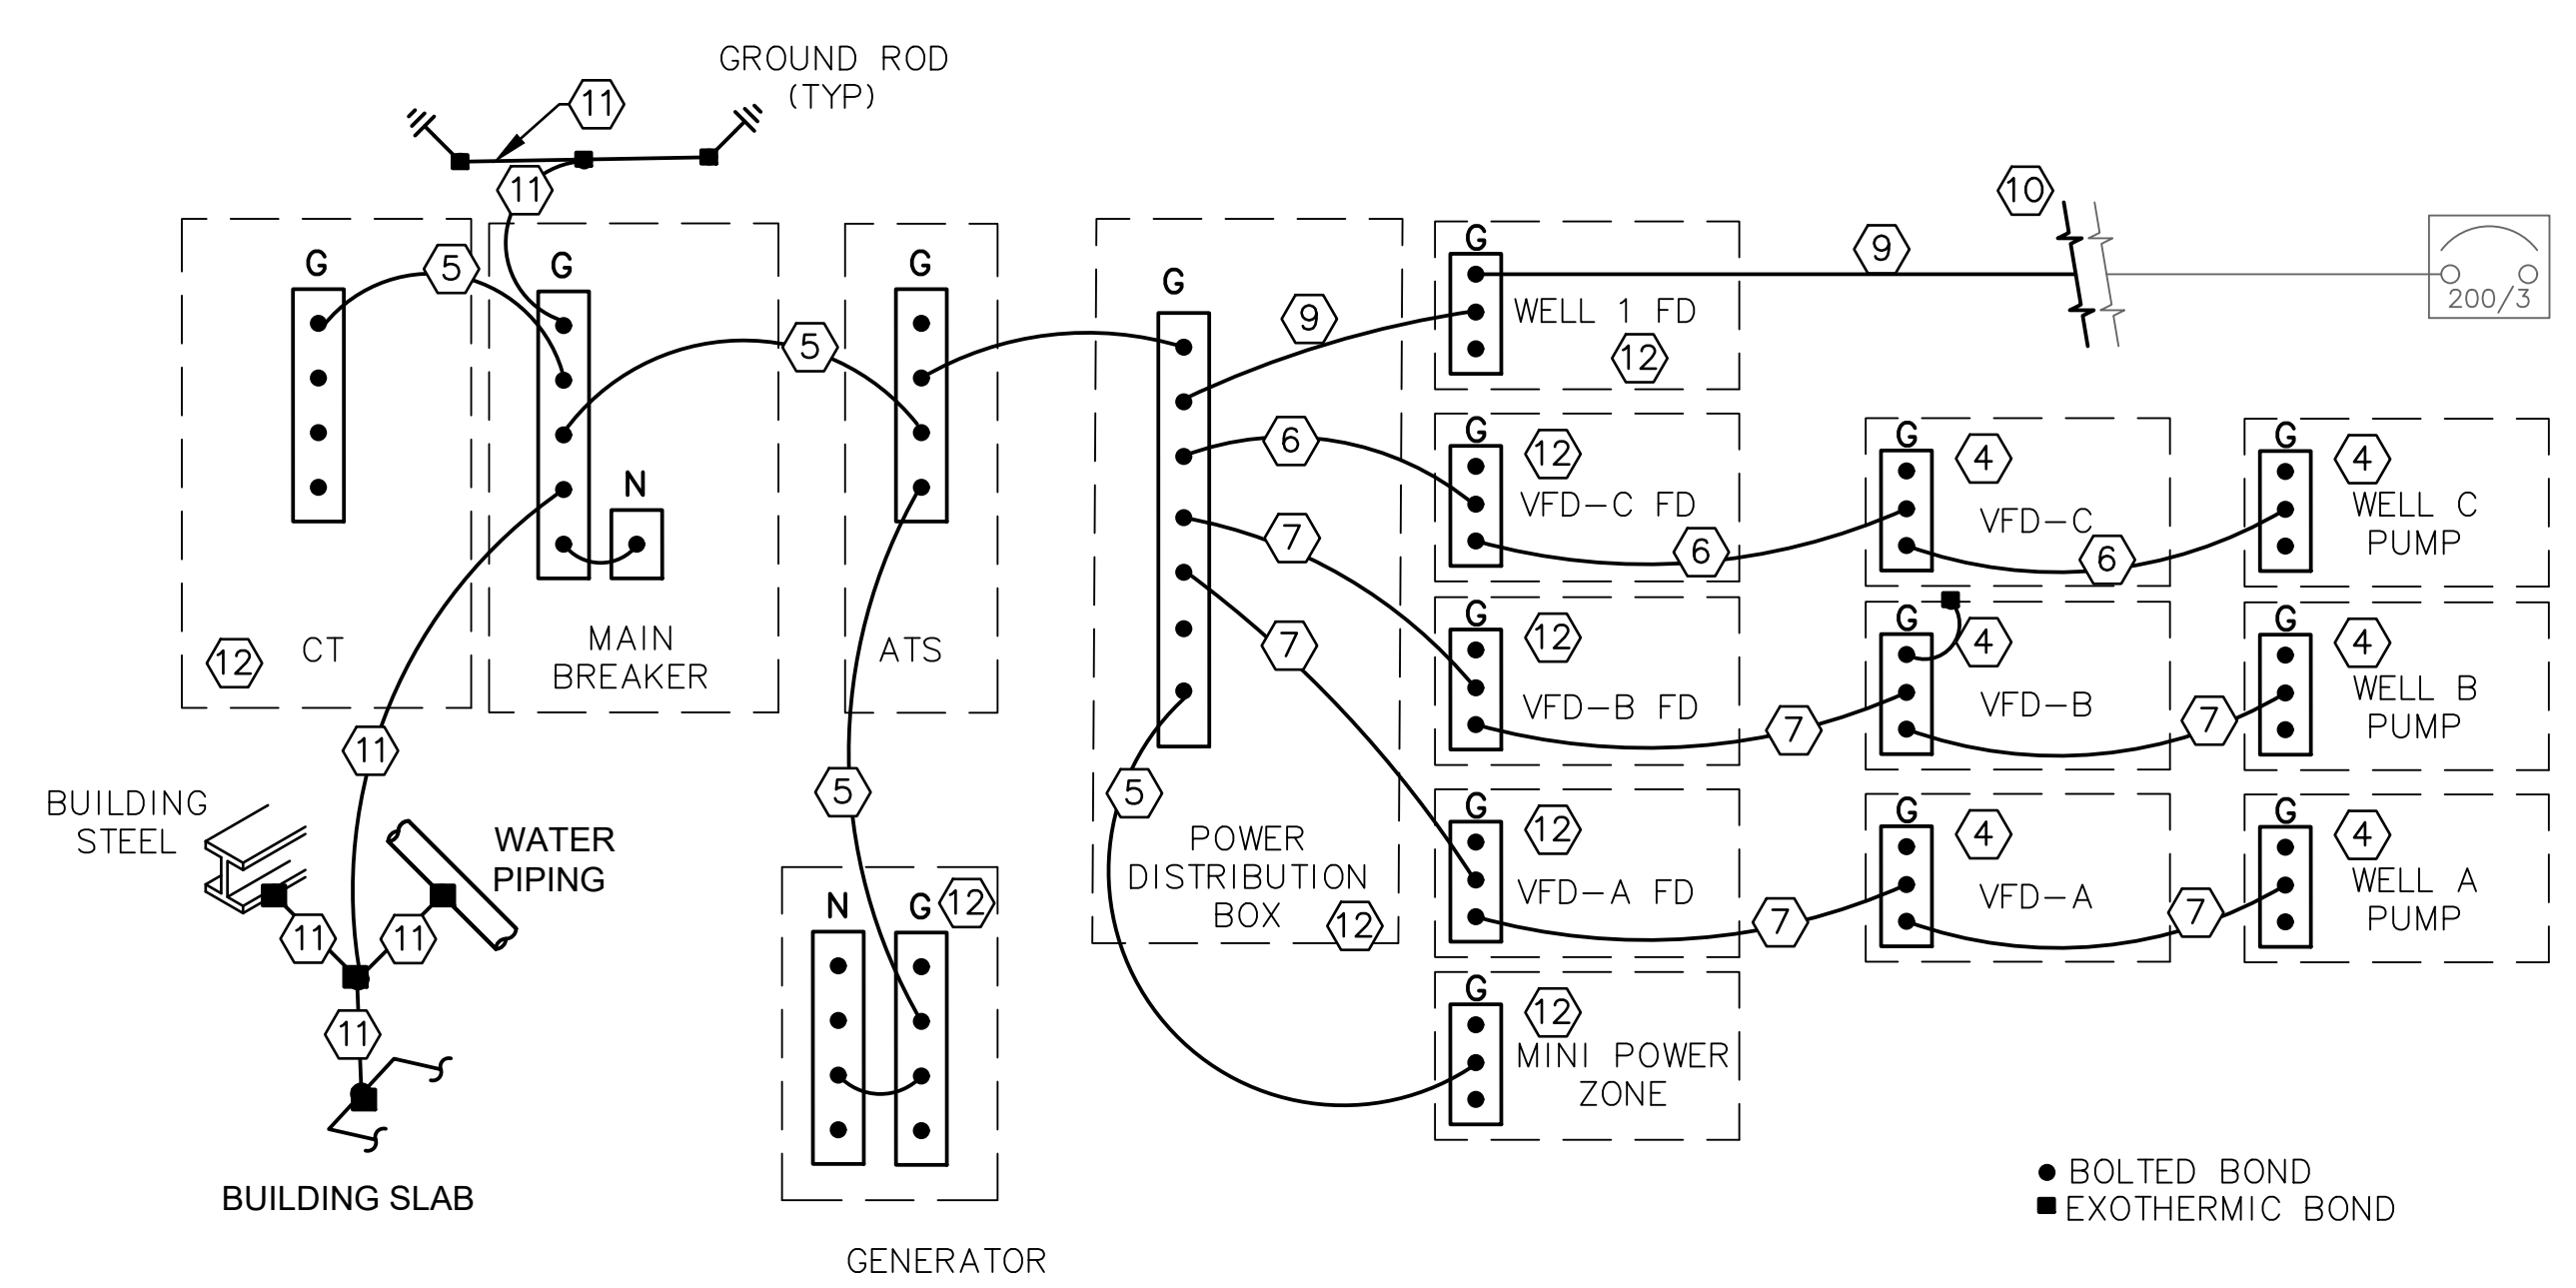 GROUND ROD
(TYP)
11
11
10
G
5
G
G
5
G
G
9
9
WELL 1 FD
12
200/3
N
12
CT
MAIN
BREAKER
ATS
6
G
12
VFD-C FD
6
G
4
VFD-C
6
G
4
WELL C
PUMP
7
G
12
VFD-B FD
7
G
4
VFD-B
7
G
4
WELL B
PUMP
7
G
12
VFD-A FD
7
G
4
VFD-A
7
G
4
WELL A
PUMP
11
5
5
BUILDING
STEEL
WATER
PIPING
11
11
11
BUILDING SLAB
N
G
12
GENERATOR
POWER
DISTRIBUTION
BOX
12
G
12
MINI POWER
ZONE
BOLTED BOND
EXOTHERMIC BOND